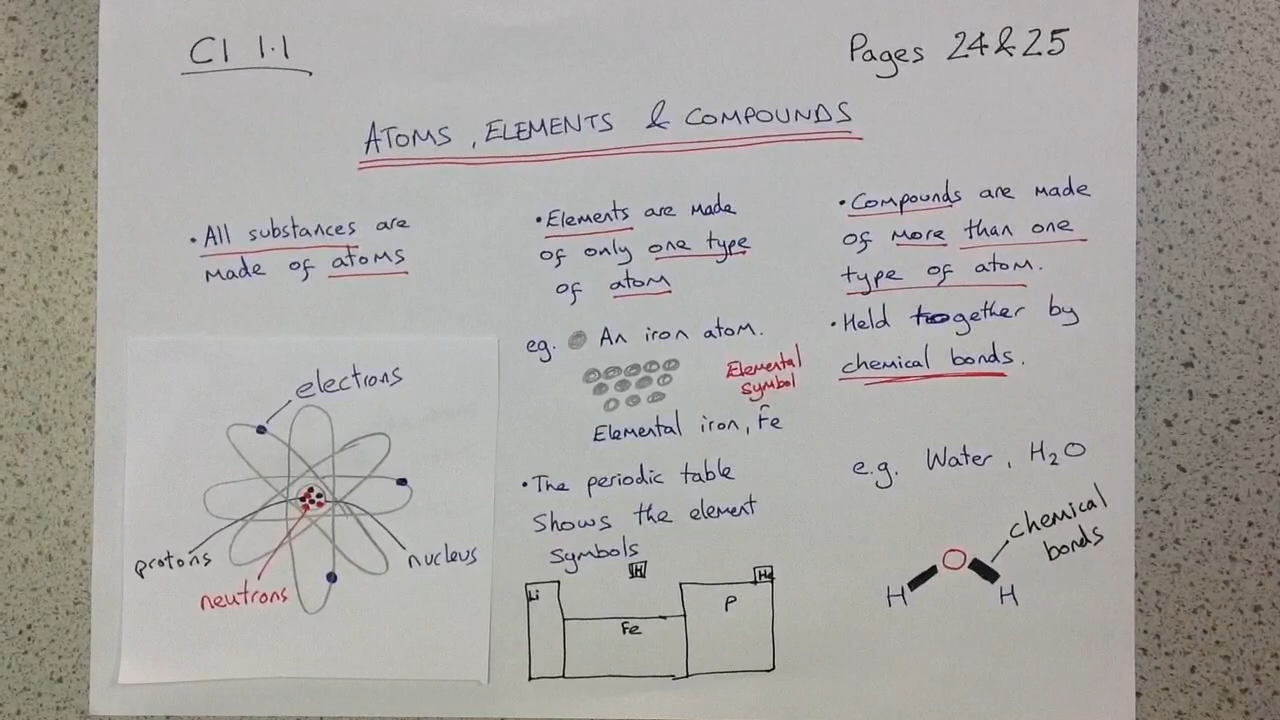 C1 1.1
Pages 24 & 25
ATOMS, ELEMENTS & COMPOUNDS
• All substances are
made of atoms
electrons
protons
neutrons
nucleus
• Elements are made
of only one type
of atom
eg. An iron atom.
Elemental
Symbol
Elemental iron, Fe
• The periodic table
Shows the element
symbols
H
He
Li
Fe
P
• Compounds are made
of more than one
type of atom.
• Held together by
chemical bonds.
e.g. Water, H₂O
chemical
bonds
O
H
H